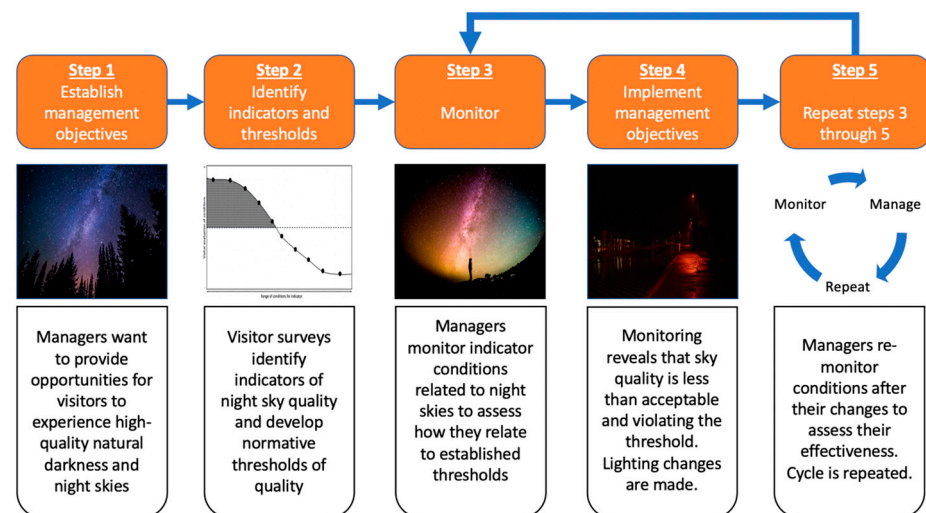 Step 1
Establish
management
objectives
Step 2
Identify
indicators and
thresholds
Step 3
Monitor
Step 4
Implement
management
objectives
Step 5
Repeat steps 3
through 5
Range of conditions for indicator
Monitor
Manage
Repeat
Managers want
to provide
opportunities for
visitors to
experience high-
quality natural
darkness and
night skies
Visitor surveys
identify
indicators of
night sky quality
and develop
normative
thresholds of
quality
Managers
monitor indicator
conditions
related to night
skies to assess
how they relate
to established
thresholds
Monitoring
reveals that sky
quality is less
than acceptable
and violating the
threshold.
Lighting changes
are made.
Managers re-
monitor
conditions after
their changes to
assess their
effectiveness.
Cycle is repeated.